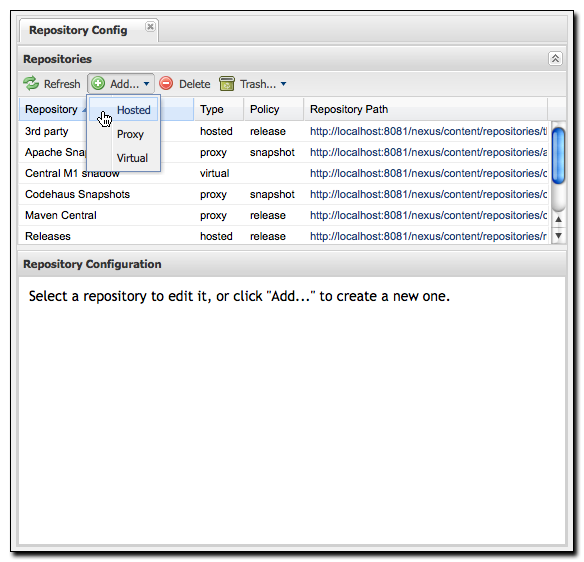 Repository Config
Repositories
Refresh Add... Delete Trash...
Repository Type Policy Repository Path
Hosted
Proxy
Virtual
3rd party hosted release http://localhost:8081/nexus/content/repositories/t
Apache Snap proxy snapshot http://localhost:8081/nexus/content/repositories/a
Central M1 shadow virtual http://localhost:8081/nexus/content/repositories/c
Codehaus Snapshots proxy snapshot http://localhost:8081/nexus/content/repositories/c
Maven Central proxy release http://localhost:8081/nexus/content/repositories/c
Releases hosted release http://localhost:8081/nexus/content/repositories/r
Repository Configuration
Select a repository to edit it, or click "Add..." to create a new one.